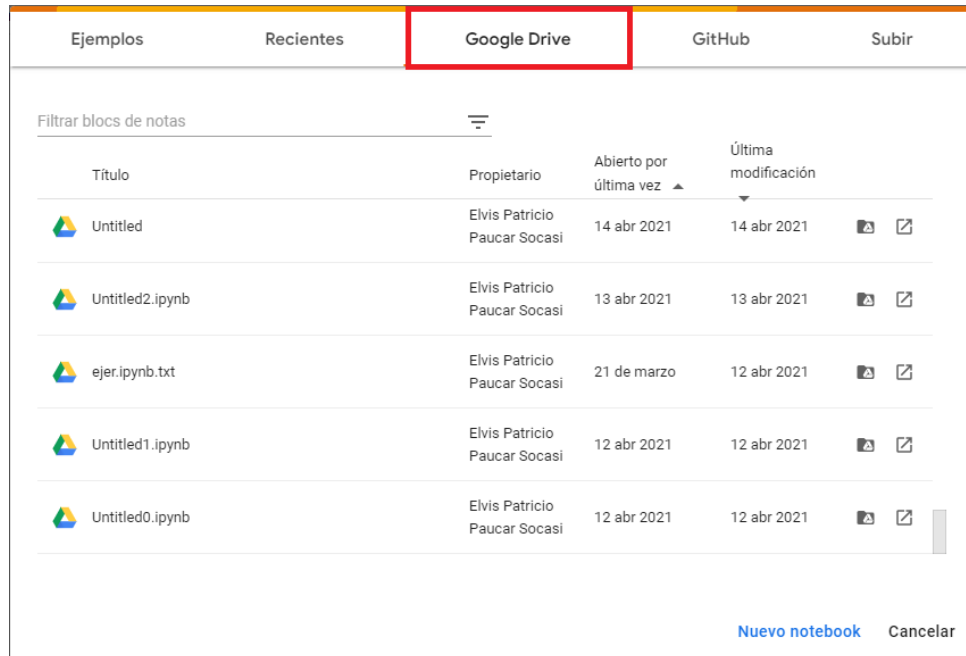 Ejemplos Recientes Google Drive GitHub Subir
Filtrar blocs de notas
Título Propietario Abierto por última vez Última modificación
Untitled Elvis Patricio Paucar Socasi 14 abr 2021 14 abr 2021
Untitled2.ipynb Elvis Patricio Paucar Socasi 13 abr 2021 13 abr 2021
ejer.ipynb.txt Elvis Patricio Paucar Socasi 21 de marzo 12 abr 2021
Untitled1.ipynb Elvis Patricio Paucar Socasi 12 abr 2021 12 abr 2021
Untitled0.ipynb Elvis Patricio Paucar Socasi 12 abr 2021 12 abr 2021
Nuevo notebook Cancelar